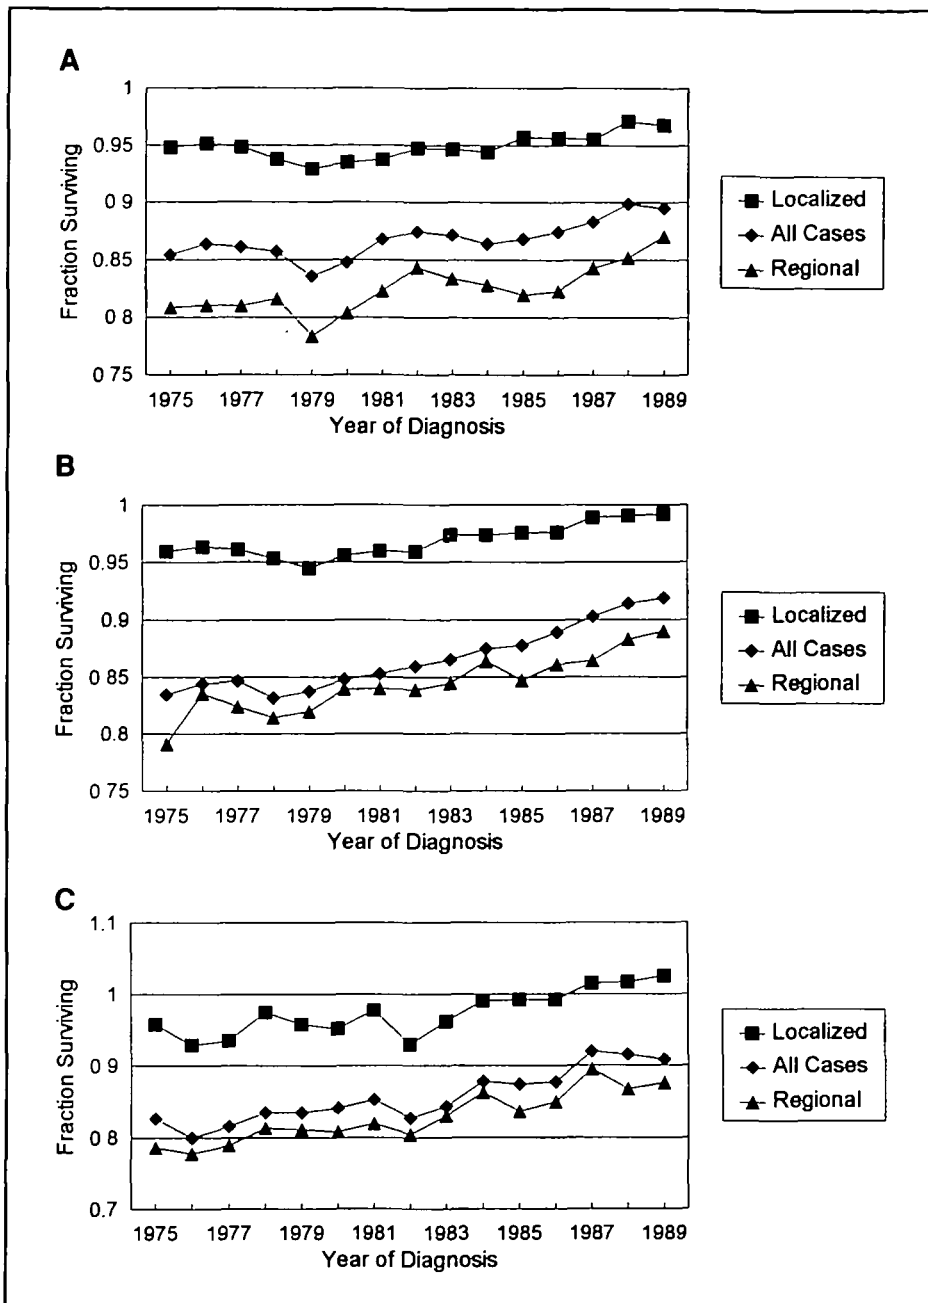 A
1
0.95
0 9
0.85
0 8
0 75
Fraction Surviving
1975 1977 1979 1981 1983 1985 1987 1989
Year of Diagnosis
Localized
All Cases
Regional
B
1
0.95
0.9
0.85
0.8
0 75
Fraction Surviving
1975 1977 1979 1981 1983 1985 1987 1989
Year of Diagnosis
Localized
All Cases
Regional
C
1.1
1
0.9
0 8
0.7
Fraction Surviving
1975 1977 1979 1981 1983 1985 1987 1989
Year of Diagnosis
Localized
All Cases
Regional